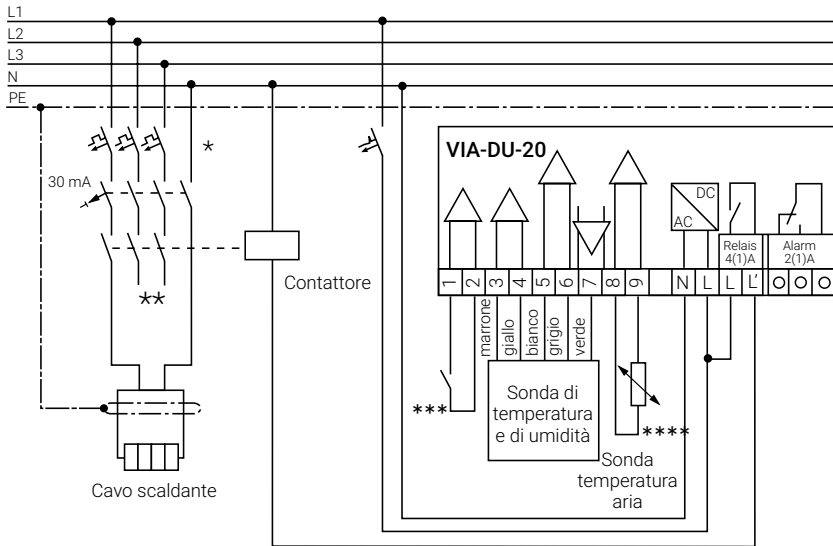 L1
L2
L3
N
PE
*
30 mA
VIA-DU-20
DC
AC
Relais
4(1)A
Alarm
2(1)A
1
2
3
4
5
6
7
8
9
N
L
L
L'
Contattore
**
marrone
giallo
bianco
grigio
verde
***
Sonda di
temperatura
e di umidità
****
Sonda
temperatura
aria
Cavo scaldante